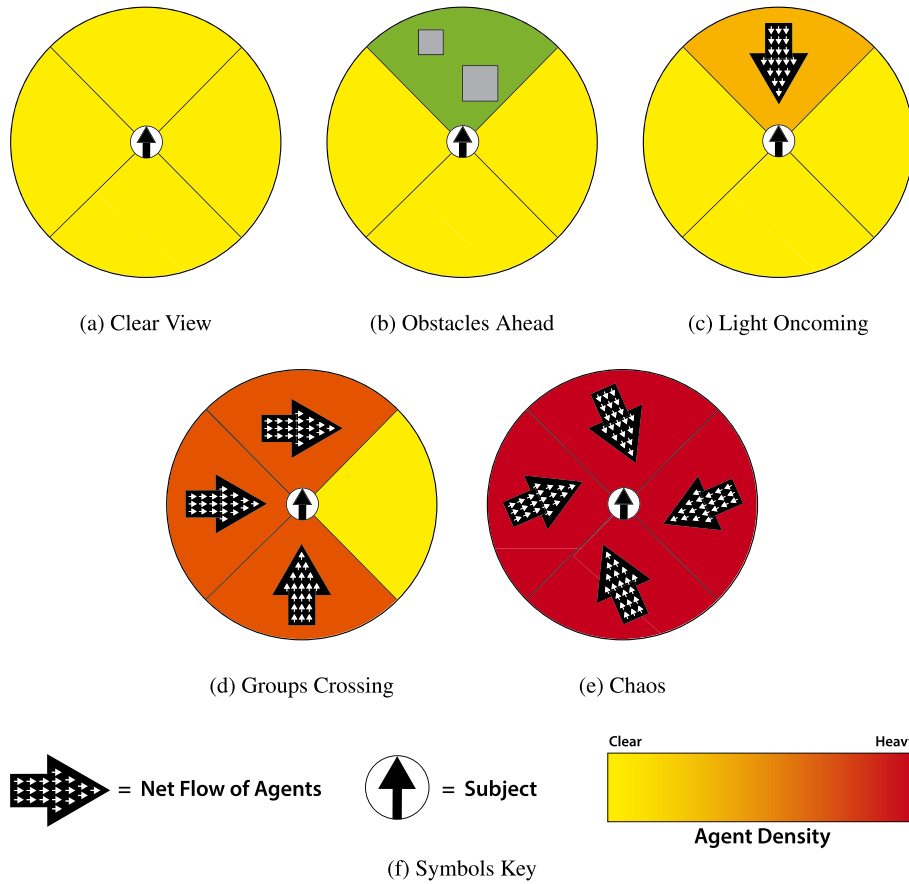 (a) Clear View
(b) Obstacles Ahead
(c) Light Oncoming
(d) Groups Crossing
(e) Chaos
= Net Flow of Agents
= Subject
Clear
Heav
Agent Density
(f) Symbols Key